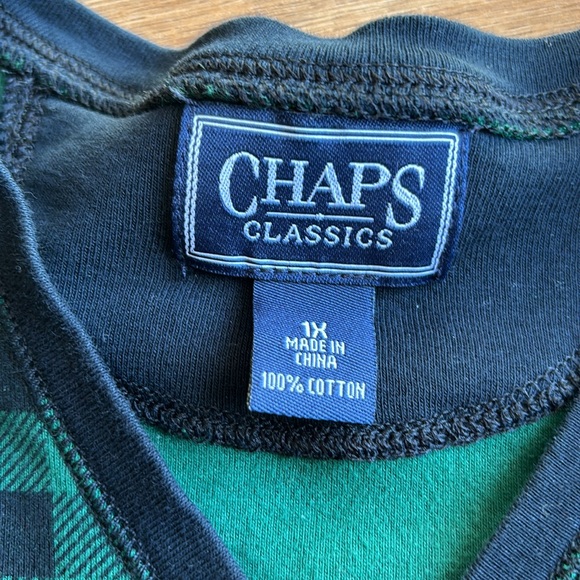 CHAPS
CLASSICS
1X
MADE IN
CHINA
100% COTTON